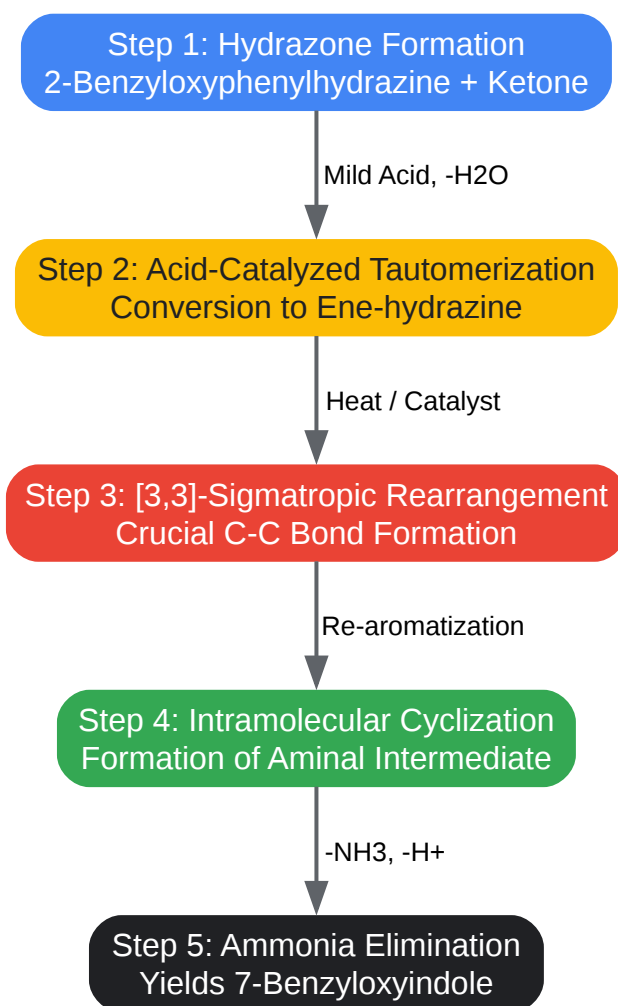 Step 1: Hydrazone Formation
2-Benzyloxyphenylhydrazine + Ketone
Mild Acid, -H2O
Step 2: Acid-Catalyzed Tautomerization
Conversion to Ene-hydrazine
Heat / Catalyst
Step 3: [3,3]-Sigmatropic Rearrangement
Crucial C-C Bond Formation
Re-aromatization
Step 4: Intramolecular Cyclization
Formation of Aminal Intermediate
-NH3, -H+
Step 5: Ammonia Elimination
Yields 7-Benzyloxyindole